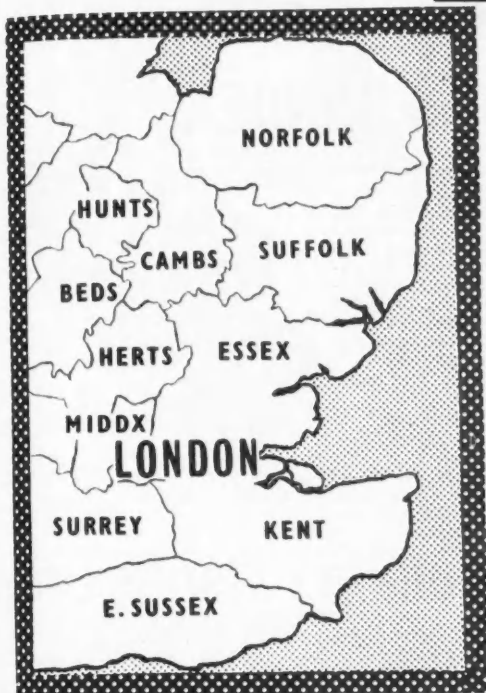 NORFOLK
HUNTS
CAMBS
SUFFOLK
BEDS
HERTS
ESSEX
MIDDX
LONDON
SURREY
KENT
E. SUSSEX